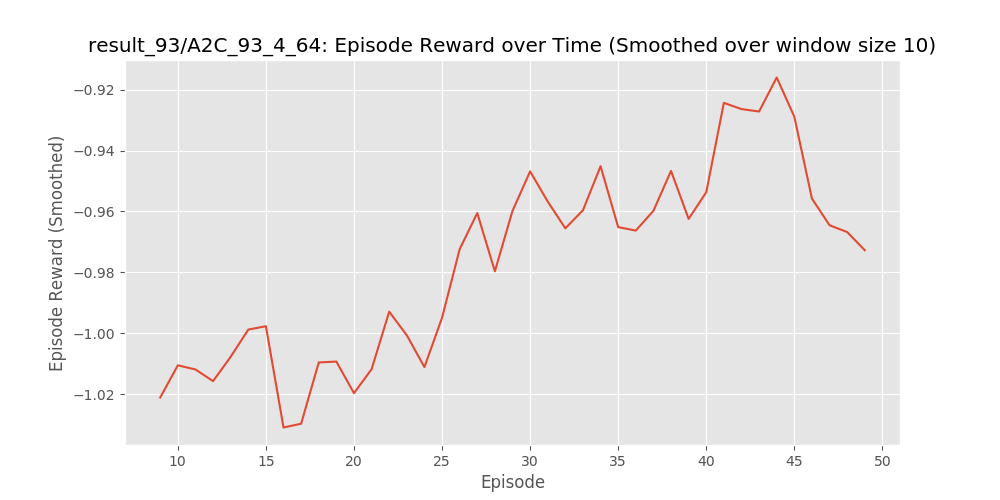 result_93/A2C_93_4_64: Episode Reward over Time (Smoothed over window size 10)
Episode Reward (Smoothed)
−0.92
−0.94
−0.96
−0.98
−1.00
−1.02
10 15 20 25 30 35 40 45 50
Episode